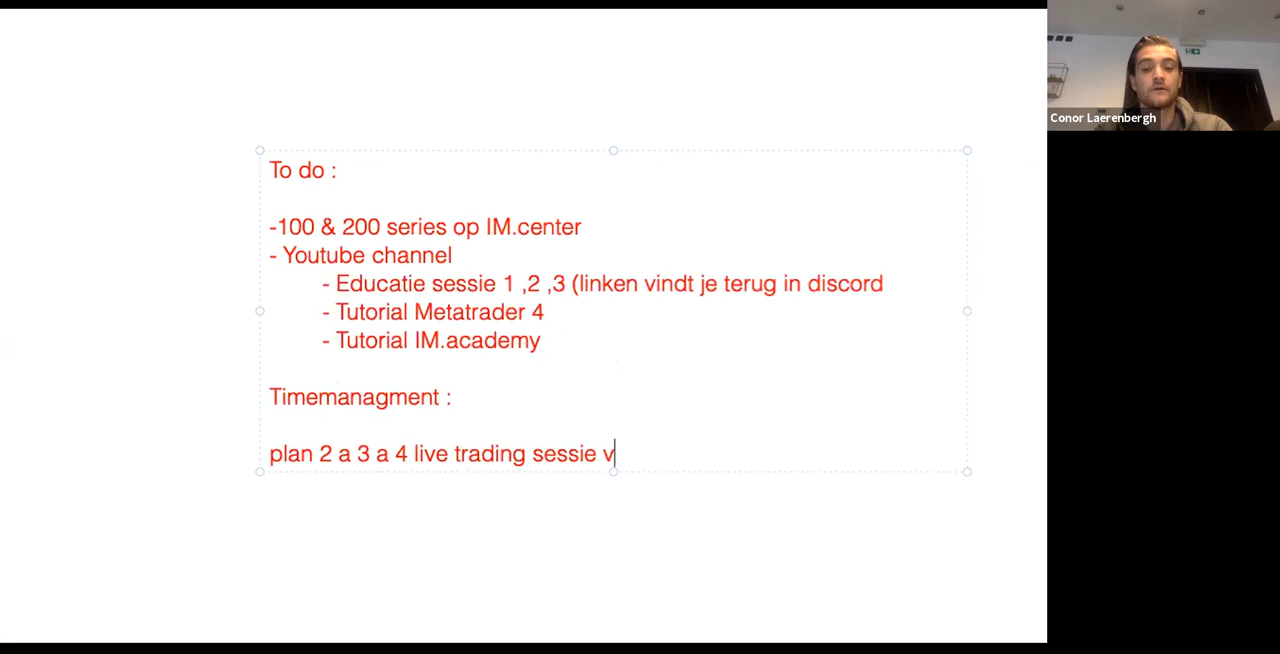 To do :
-100 & 200 series op IM.center
- Youtube channel
- Educatie sessie 1 ,2 ,3 (linken vindt je terug in discord
- Tutorial Metatrader 4
- Tutorial IM.academy
Timemanagment :
plan 2 a 3 a 4 live trading sessie v
Conor Laerenbergh